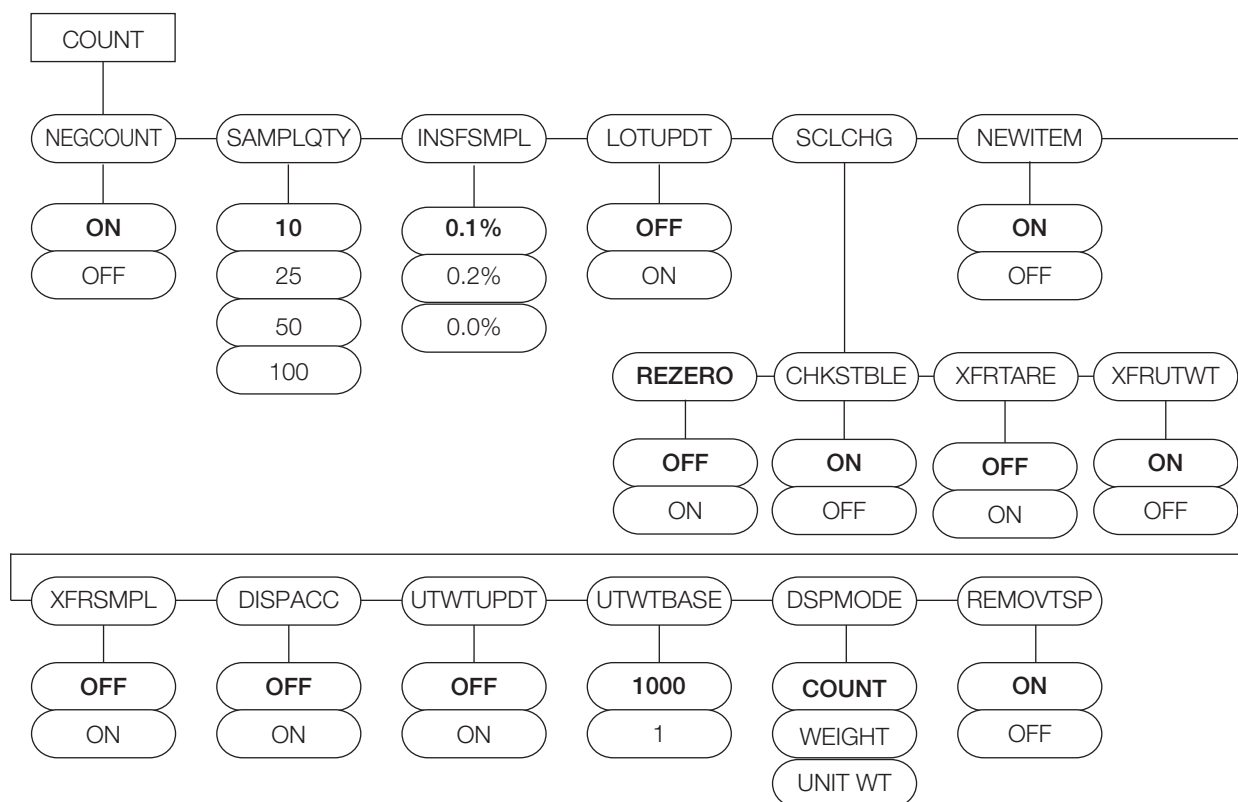 COUNT
NEGCOUNT SAMPLQTY INSFSMPL LOTUPDT SCLCHG NEWITEM
ON 10 0.1% OFF ON
OFF 25 0.2% ON OFF
50 0.0%
100
REZERO CHKSTBLE XFRTARE XFRUTWT
OFF ON OFF ON
ON OFF ON OFF
XFRSMPL DISPACC UTWTUPDT UTWTBASE DSPMODE REMOVTSP
OFF OFF OFF 1000 COUNT ON
ON ON ON 1 WEIGHT OFF
UNIT WT